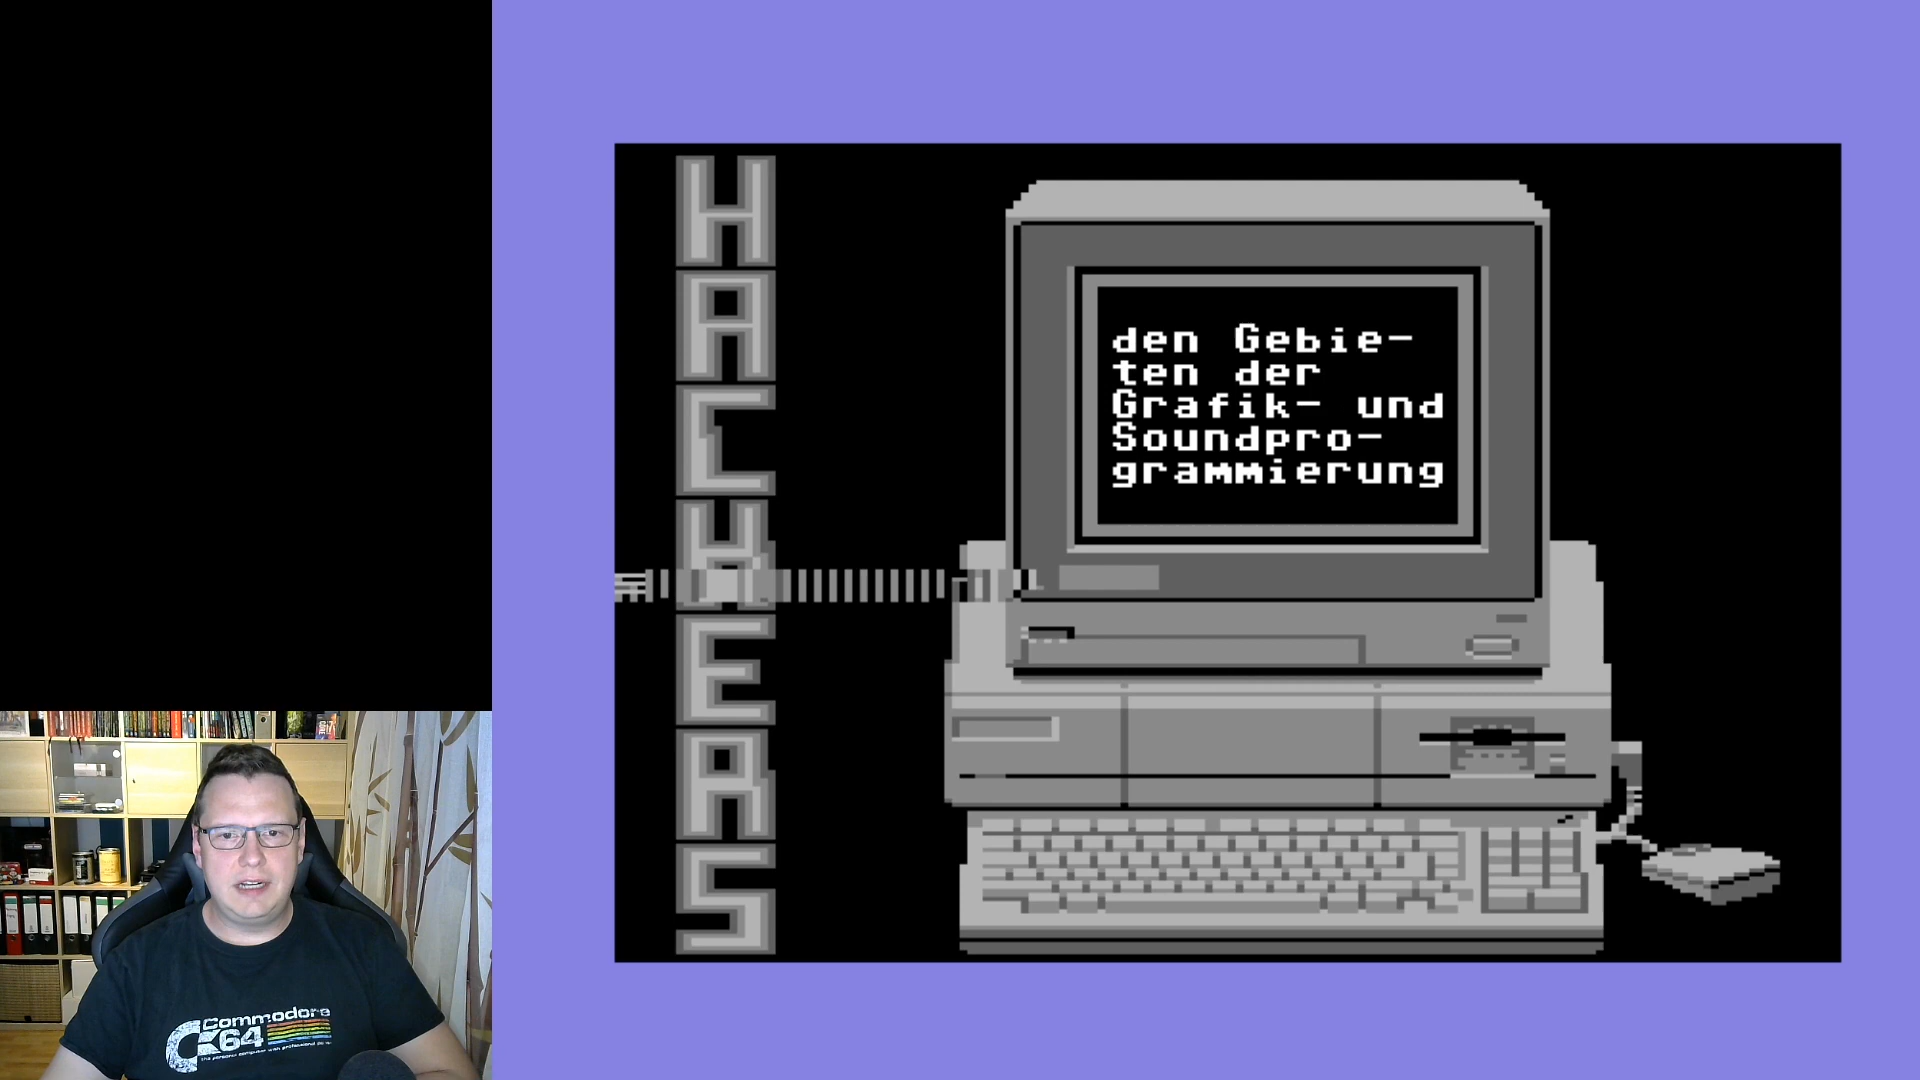 HACKERS
den Gebie-
ten der
Grafik- und
Soundpro-
grammierung
Commodore
C 64